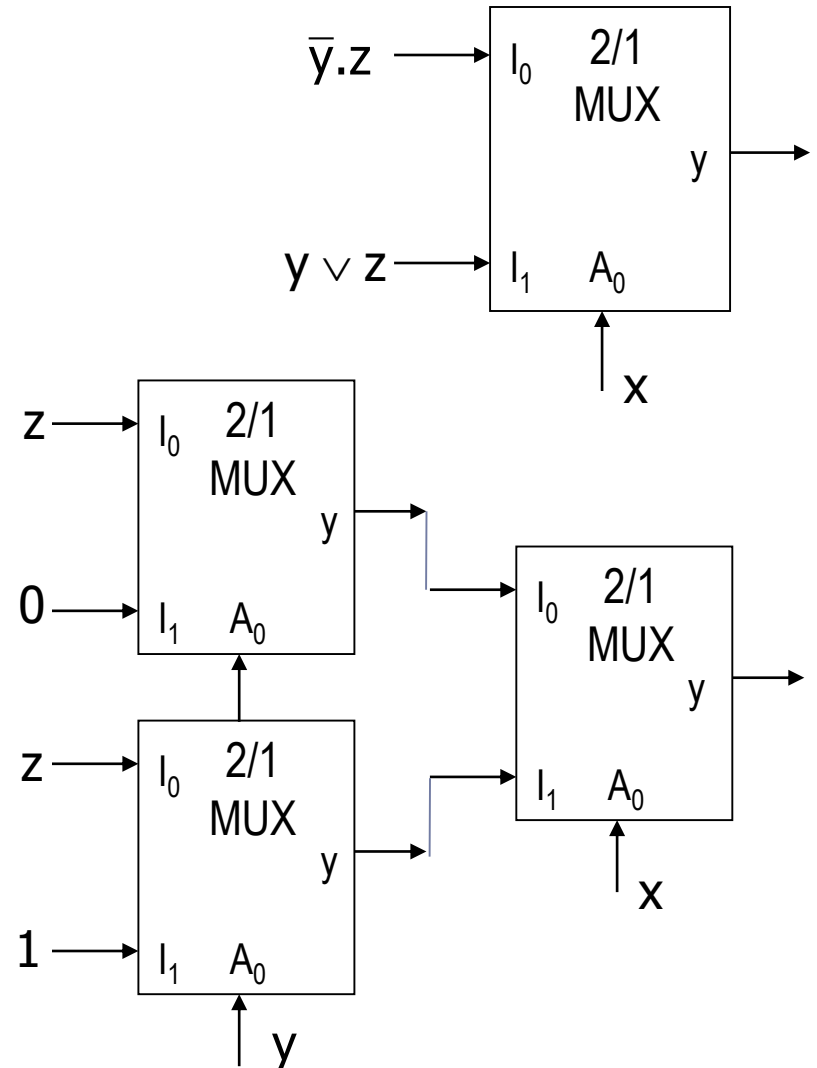 y̅.z
I₀ 2/1
MUX
y
y ∨ z
I₁ A₀
x
z
I₀ 2/1
MUX
y
0
I₁ A₀
I₀ 2/1
MUX
y
I₁ A₀
x
z
I₀ 2/1
MUX
y
1
I₁ A₀
y